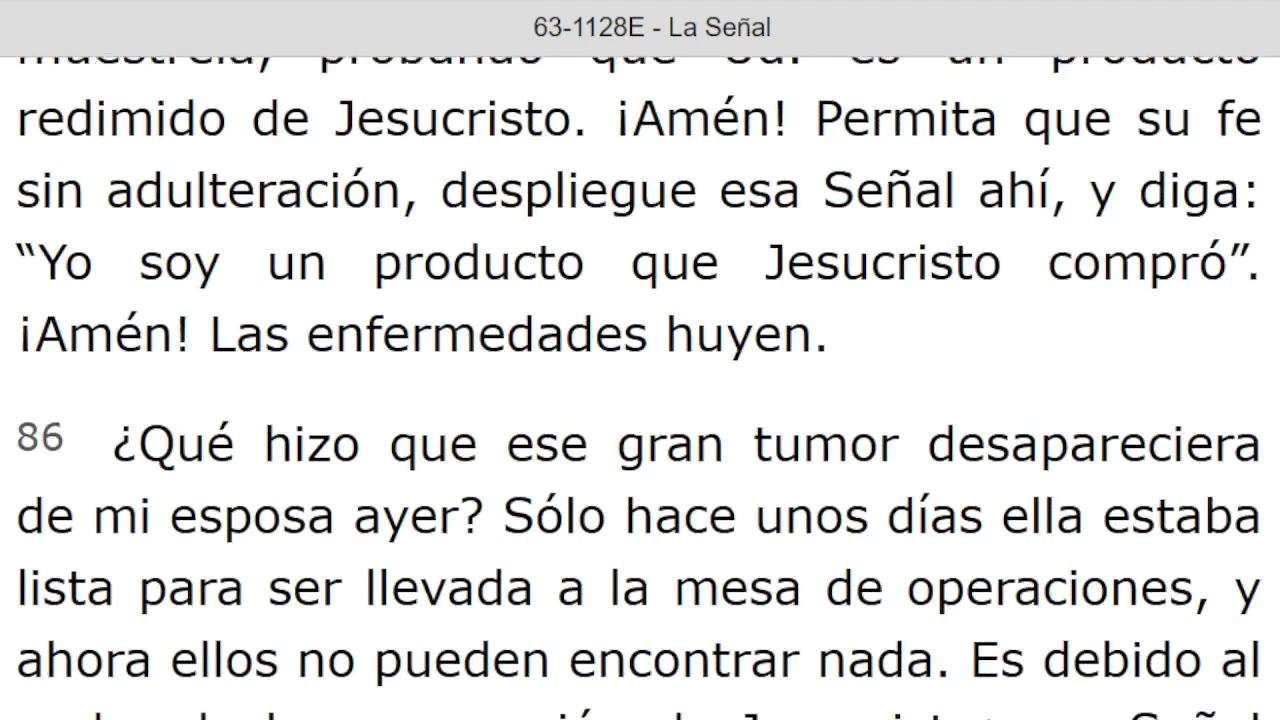 63-1128E - La Señal
redimido de Jesucristo. ¡Amén! Permita que su fe
sin adulteración, despliegue esa Señal ahí, y diga:
“Yo soy un producto que Jesucristo compró”.
¡Amén! Las enfermedades huyen.
86 ¿Qué hizo que ese gran tumor desapareciera
de mi esposa ayer? Sólo hace unos días ella estaba
lista para ser llevada a la mesa de operaciones, y
ahora ellos no pueden encontrar nada. Es debido al